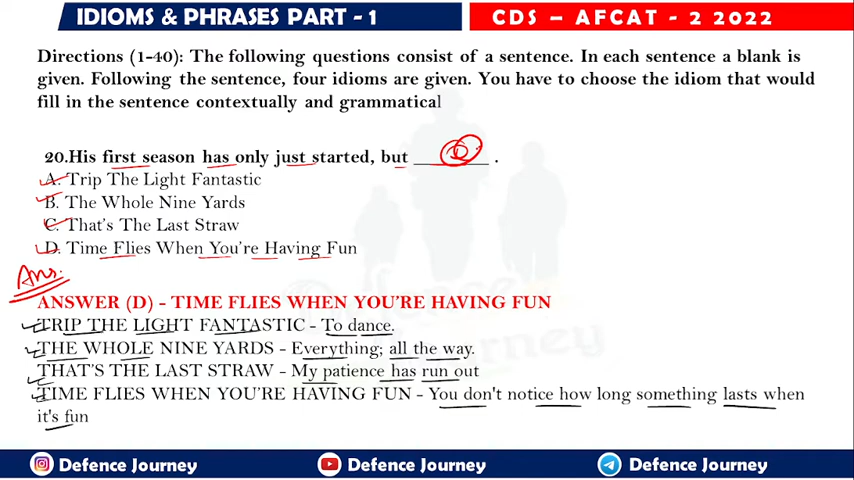 IDIOMS & PHRASES PART - 1
CDS - AFCAT - 2 2022
Directions (1-40): The following questions consist of a sentence. In each sentence a blank is
given. Following the sentence, four idioms are given. You have to choose the idiom that would
fill in the sentence contextually and grammatical
20.His first season has only just started, but ________ .
D
A. Trip The Light Fantastic
B. The Whole Nine Yards
C. That's The Last Straw
D. Time Flies When You're Having Fun
Ans.
ANSWER (D) - TIME FLIES WHEN YOU'RE HAVING FUN
TRIP THE LIGHT FANTASTIC - To dance.
THE WHOLE NINE YARDS - Everything; all the way.
THAT'S THE LAST STRAW - My patience has run out
TIME FLIES WHEN YOU'RE HAVING FUN - You don't notice how long something lasts when
it's fun
Defence
Journey
Defence Journey
Defence Journey
Defence Journey